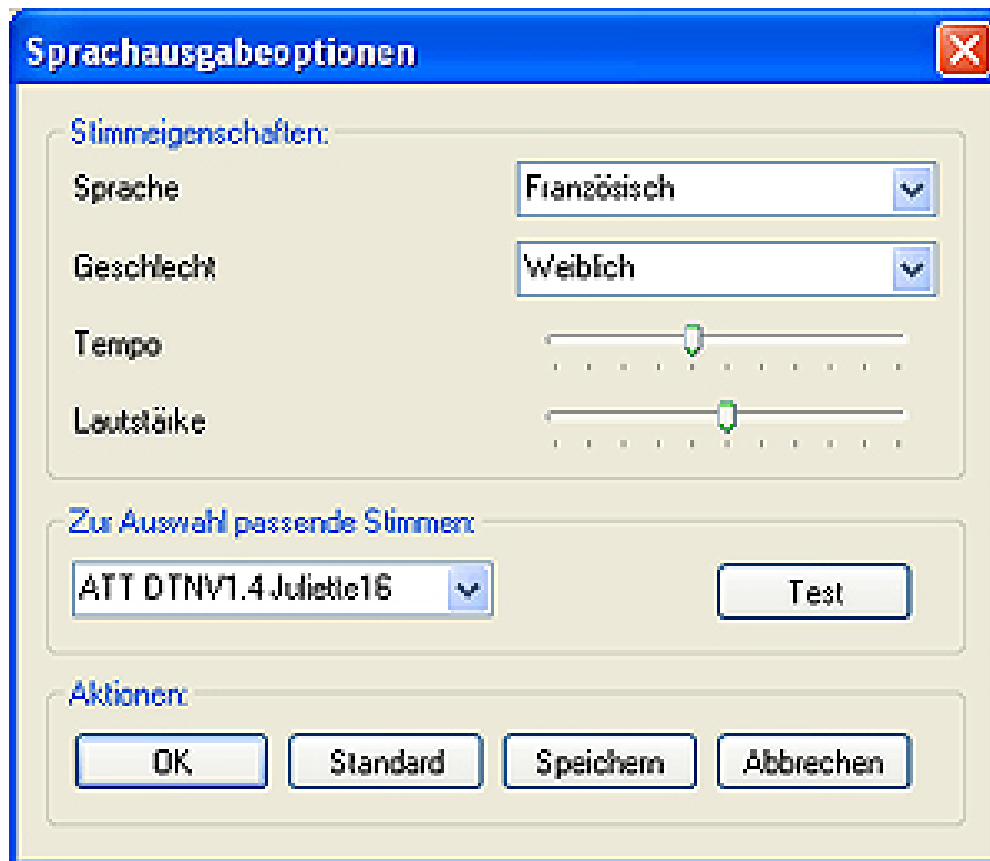 Sprachausgabeoptionen
Stimmeigenschaften:
Sprache Französisch
Geschlecht Weiblich
Tempo
Lautstärke
Zur Auswahl passende Stimmen:
ATT DTNV1.4 Juliette16 Test
Aktionen:
OK Standard Speichern Abbrechen